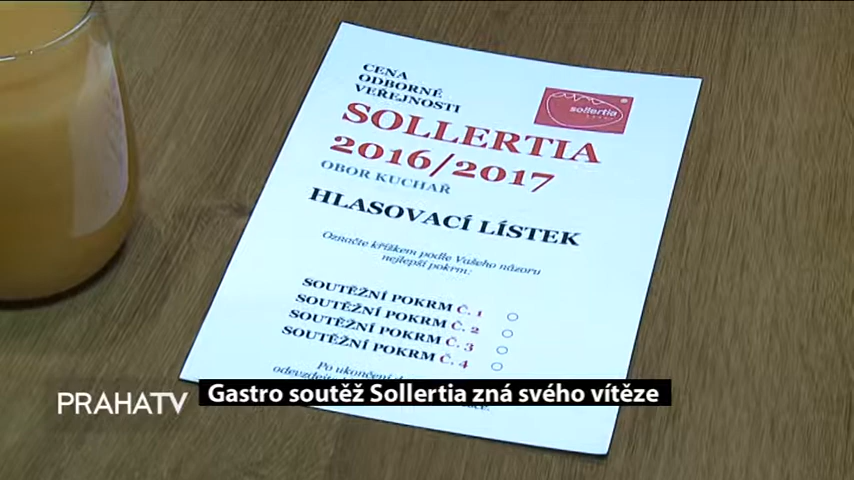 CENA
ODBORNÉ
VEŘEJNOSTI
sollertia
SOLLERTIA
2016/2017
OBOR KUCHAŘ
HLASOVACÍ LÍSTEK
Označte křížkem podle Vašeho názoru
nejlepší pokrm:
SOUTĚŽNÍ POKRM Č. 1
SOUTĚŽNÍ POKRM Č. 2
SOUTĚŽNÍ POKRM Č. 3
SOUTĚŽNÍ POKRM Č. 4
Po ukončení
PRAHATV
Gastro soutěž Sollertia zná svého vítěze